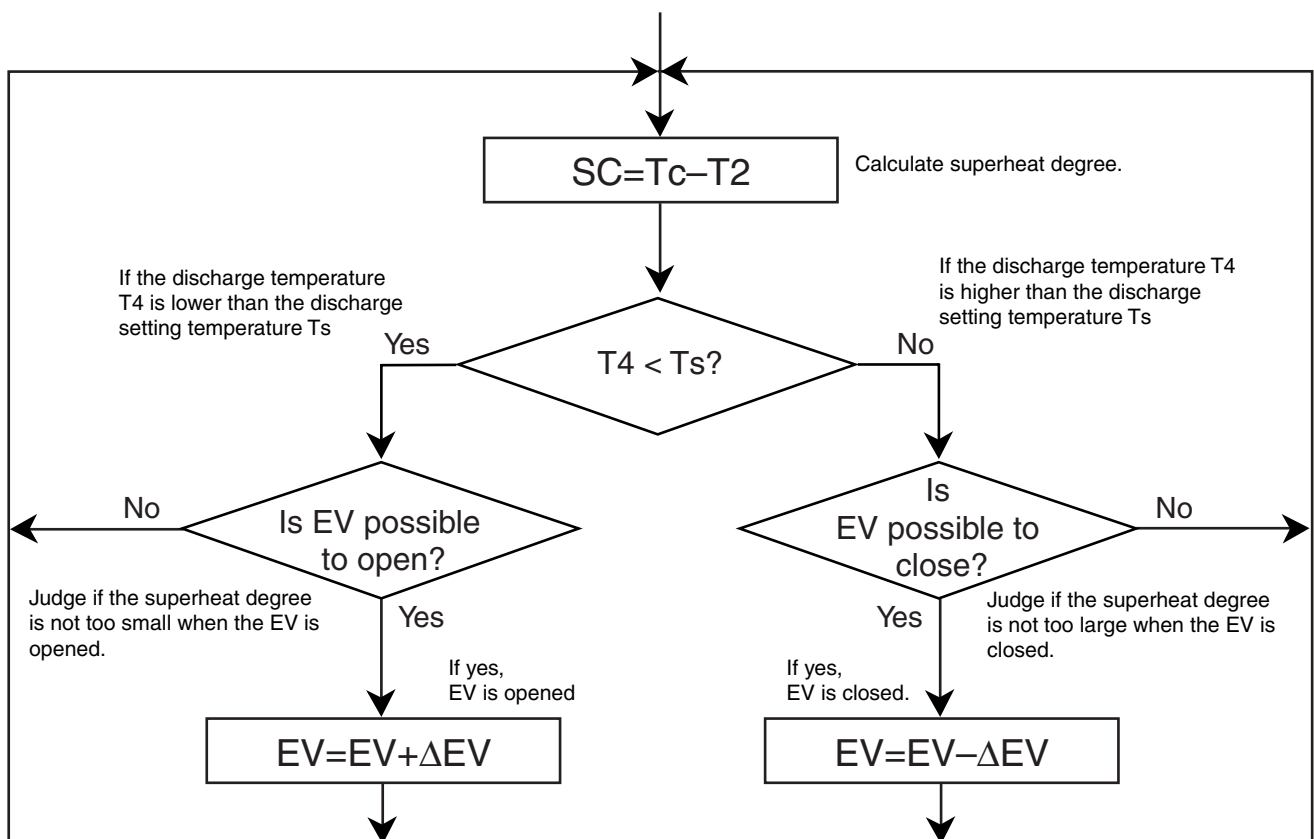 SC=Tc–T2
Calculate superheat degree.
If the discharge temperature
T4 is lower than the discharge
setting temperature Ts
If the discharge temperature T4
is higher than the discharge
setting temperature Ts
Yes
T4 < Ts?
No
No
Is EV possible
to open?
Is
EV possible to
close?
No
Judge if the superheat degree
is not too small when the EV is
opened.
Yes
Yes
Judge if the superheat degree
is not too large when the EV is
closed.
If yes,
EV is opened
If yes,
EV is closed.
EV=EV+ΔEV
EV=EV–ΔEV